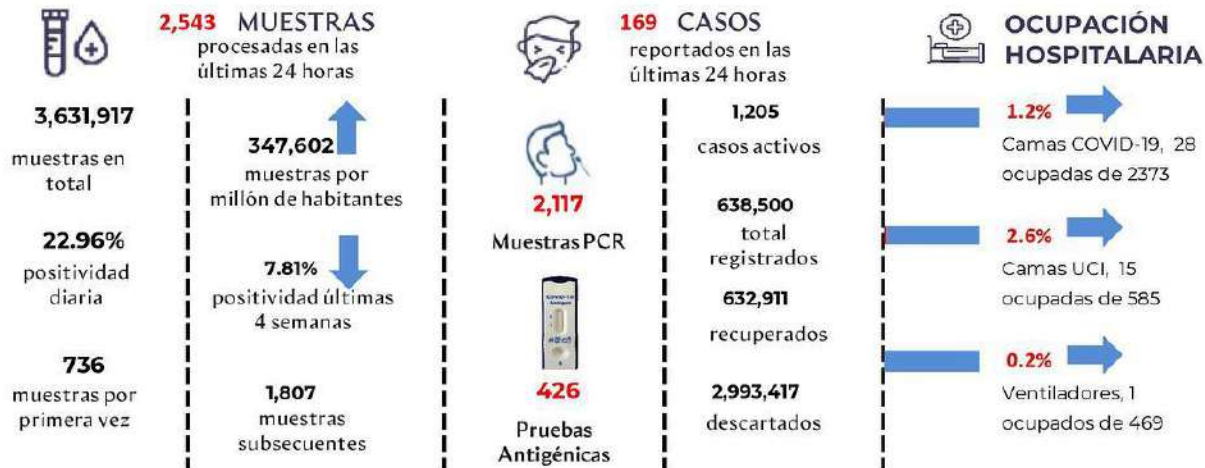 2,543 MUESTRAS
procesadas en las
últimas 24 horas
3,631,917
muestras en
total
22.96%
positividad
diaria
736
muestras por
primera vez
347,602
muestras por
millón de habitantes
7.81%
positividad últimas
4 semanas
1,807
muestras
subsecuentes
169 CASOS
reportados en las
últimas 24 horas
2,117
Muestras PCR
426
Pruebas
Antigénicas
1,205
casos activos
638,500
total
registrados
632,911
recuperados
2,993,417
descartados
OCUPACIÓN
HOSPITALARIA
1.2%
Camas COVID-19, 28
ocupadas de 2373
2.6%
Camas UCI, 15
ocupadas de 585
0.2%
Ventiladores, 1
ocupados de 469